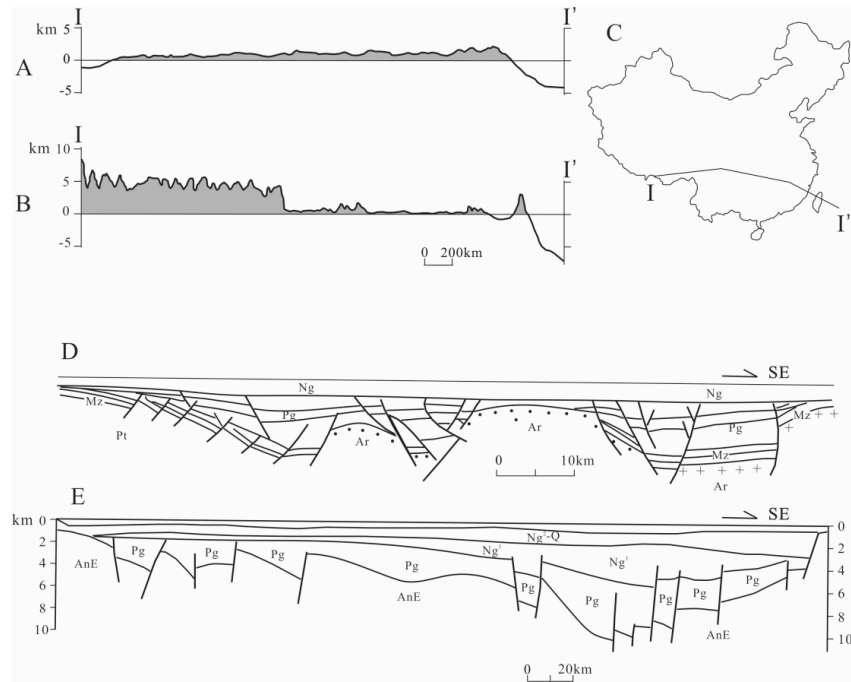 I I'
km 5
0
-5
A
I I'
km 10
5
0
-5
B
0 200km
C
I
I'
D
SE
Ng Ng
Mz Pg Pg Mz
Pt Ar Ar Mz
Ar
0 10km
E
SE
km 0 0
2 2
4 4
6 6
8 8
10 10
Ng²-Q
Ng¹
AnE Pg Pg Pg Pg
AnE Pg Pg Pg Pg
AnE
0 20km